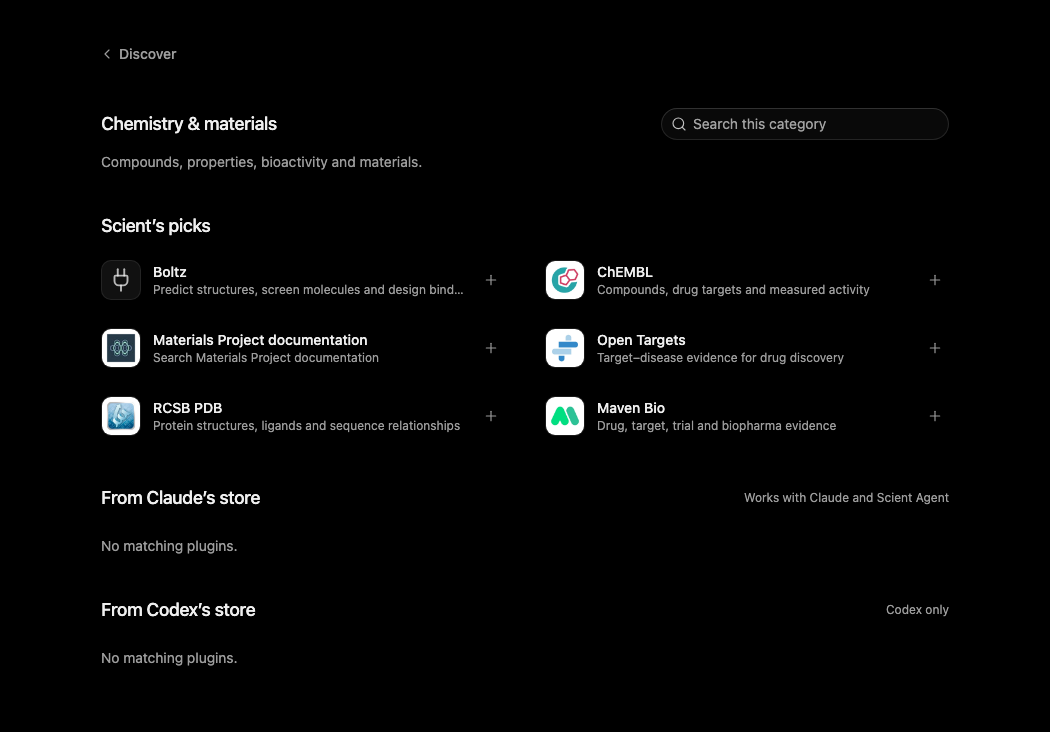 Discover
Chemistry & materials
Search this category
Compounds, properties, bioactivity and materials.
Scient's picks
Boltz
Predict structures, screen molecules and design bind...
ChEMBL
Compounds, drug targets and measured activity
Materials Project documentation
Search Materials Project documentation
Open Targets
Target–disease evidence for drug discovery
RCSB PDB
Protein structures, ligands and sequence relationships
Maven Bio
Drug, target, trial and biopharma evidence
From Claude's store
Works with Claude and Scient Agent
No matching plugins.
From Codex's store
Codex only
No matching plugins.